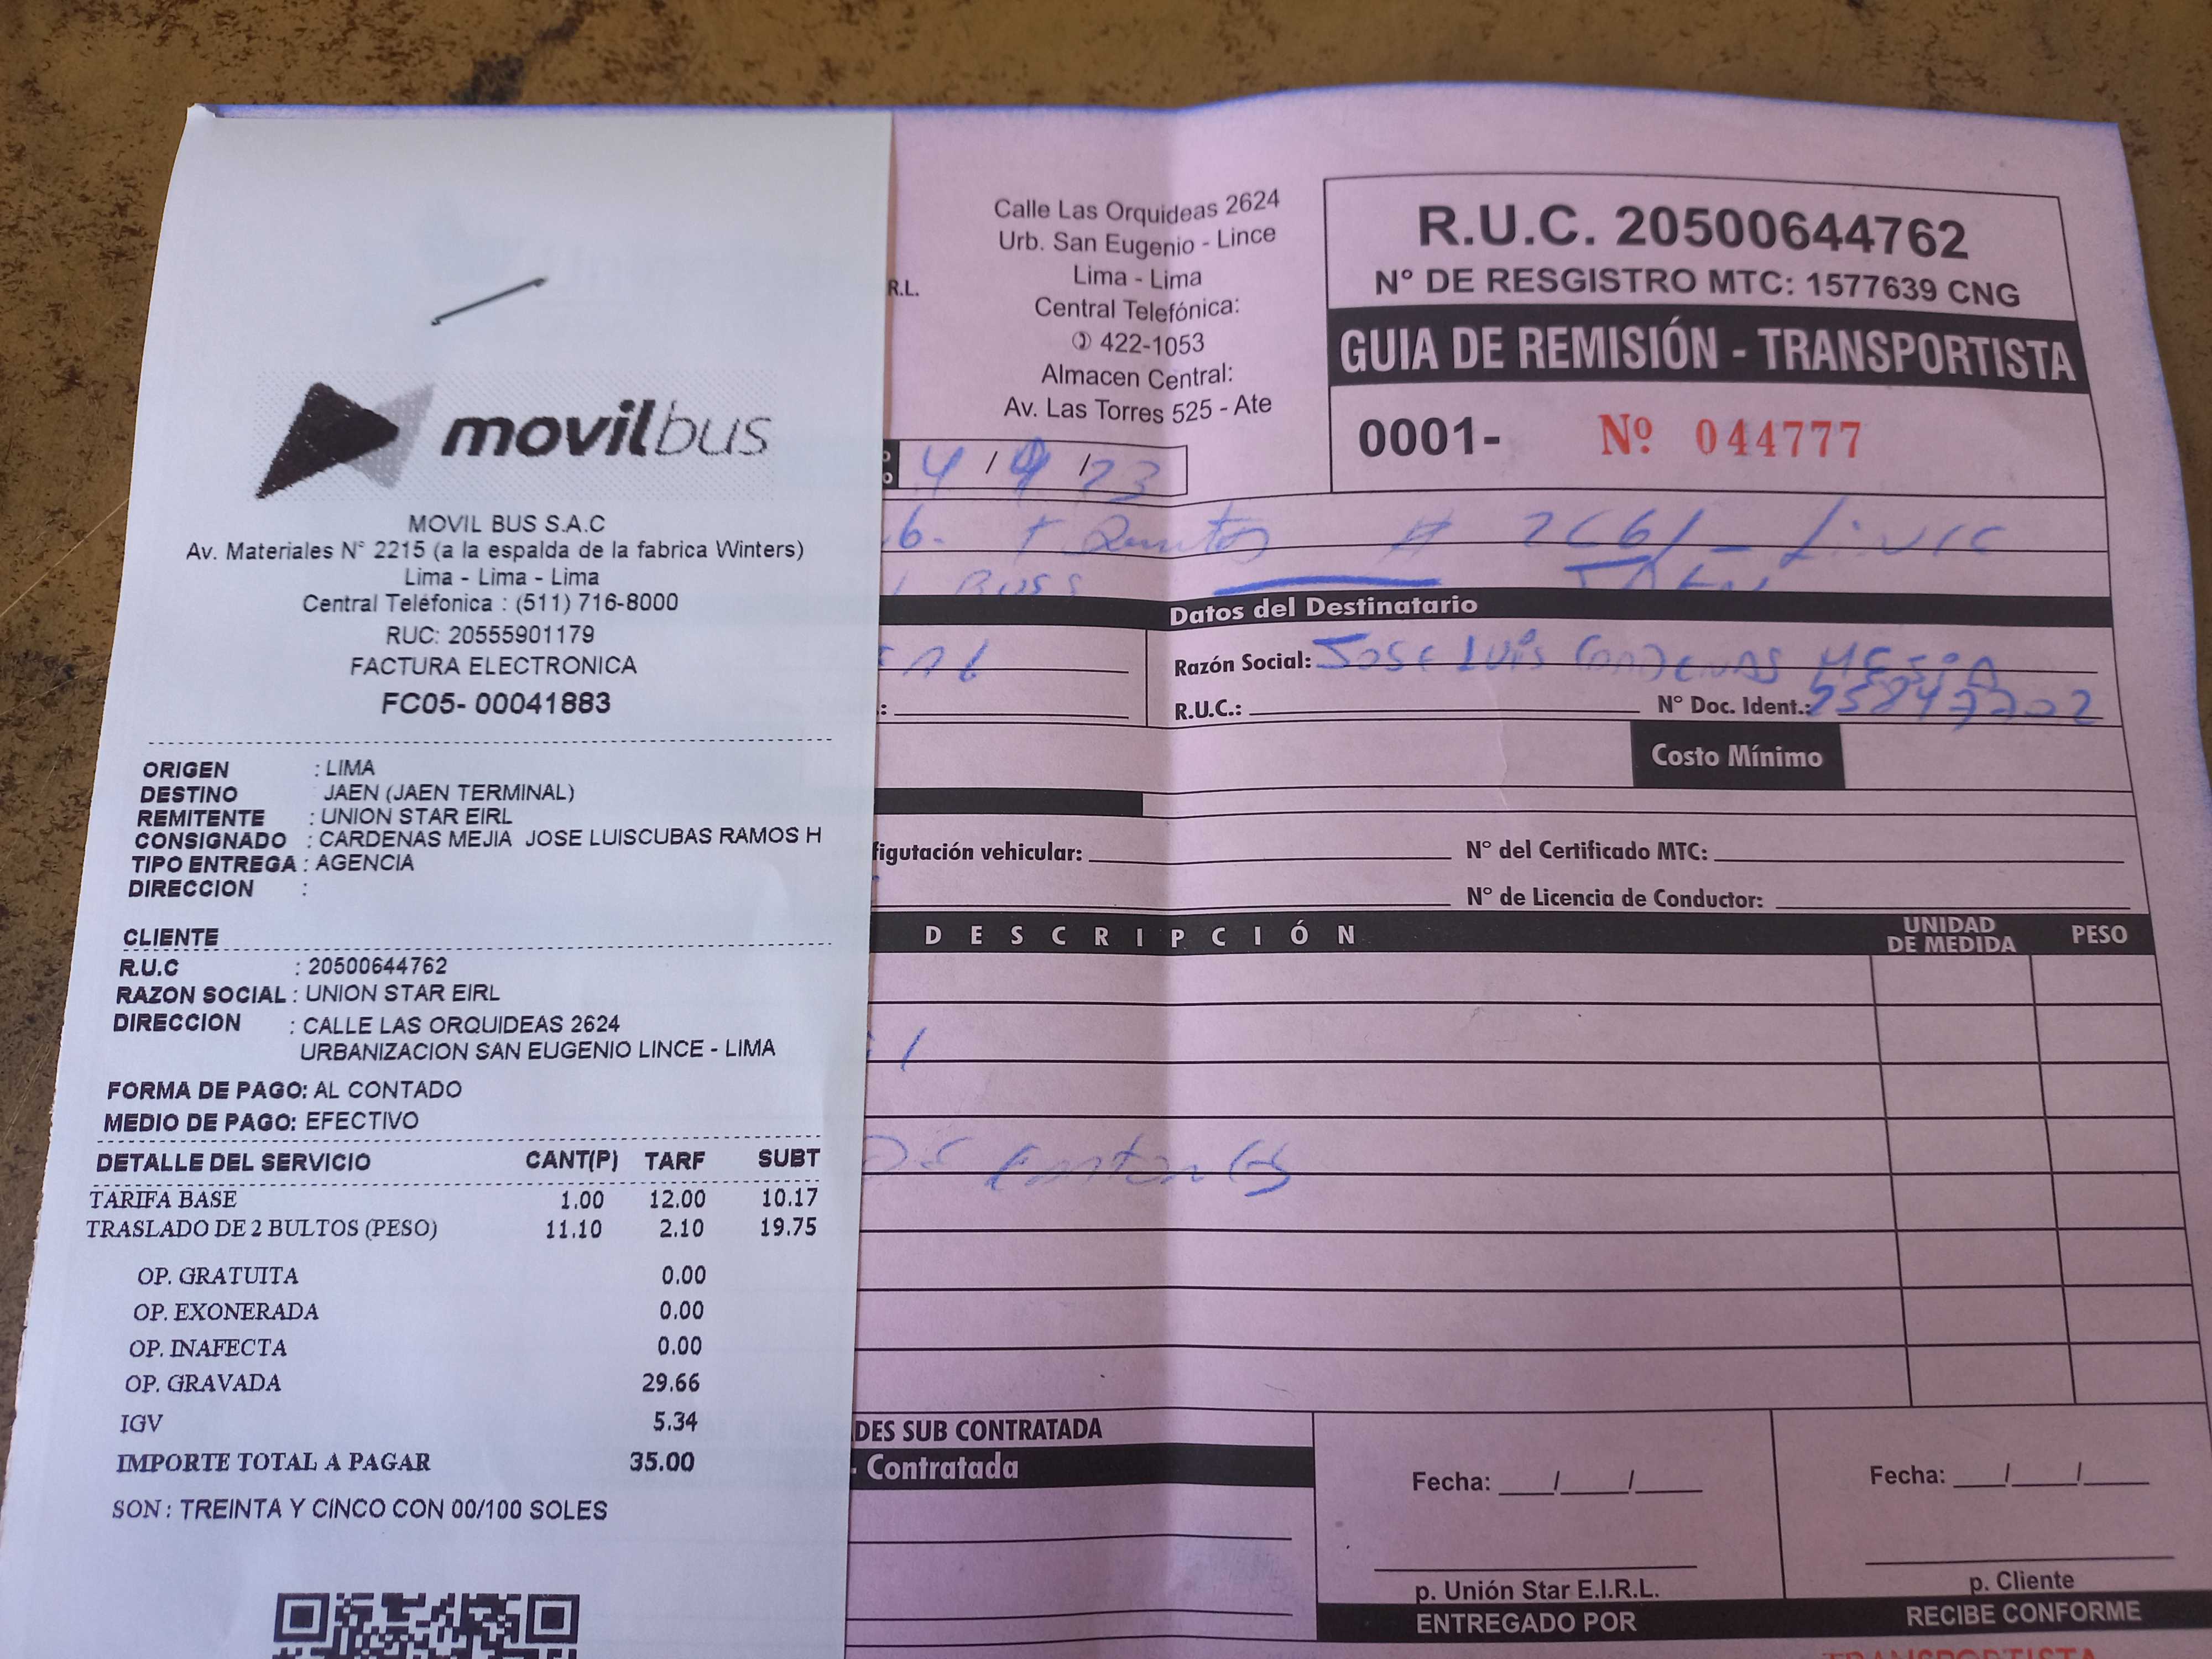 movilbus
MOVIL BUS S.A.C
Av. Materiales N° 2215 (a la espalda de la fabrica Winters)
Lima - Lima - Lima
Central Teléfonica : (511) 716-8000
RUC: 20555901179
FACTURA ELECTRONICA
FC05- 00041883
ORIGEN : LIMA
DESTINO JAEN (JAEN TERMINAL)
REMITENTE : UNION STAR EIRL
CONSIGNADO : CARDENAS MEJIA JOSE LUISCUBAS RAMOS H
TIPO ENTREGA : AGENCIA
DIRECCION :
CLIENTE
R.U.C : 20500644762
RAZON SOCIAL : UNION STAR EIRL
DIRECCION : CALLE LAS ORQUIDEAS 2624
URBANIZACION SAN EUGENIO LINCE - LIMA
FORMA DE PAGO: AL CONTADO
MEDIO DE PAGO: EFECTIVO
DETALLE DEL SERVICIO CANT(P) TARF SUBT
TARIFA BASE 1.00 12.00 10.17
TRASLADO DE 2 BULTOS (PESO) 11.10 2.10 19.75
OP. GRATUITA 0.00
OP. EXONERADA 0.00
OP. INAFECTA 0.00
OP. GRAVADA 29.66
IGV 5.34
IMPORTE TOTAL A PAGAR 35.00
SON : TREINTA Y CINCO CON 00/100 SOLES
R.L.
Calle Las Orquideas 2624
Urb. San Eugenio - Lince
Lima - Lima
Central Telefónica:
422-1053
Almacen Central:
Av. Las Torres 525 - Ate
R.U.C. 20500644762
N° DE RESGISTRO MTC: 1577639 CNG
GUIA DE REMISIÓN - TRANSPORTISTA
0001- Nº 044777
Datos del Destinatario
Razón Social: JOSE LUIS CARDENAS MEJIA
R.U.C.: N° Doc. Ident.:
Costo Mínimo
figutación vehicular: N° del Certificado MTC:
N° de Licencia de Conductor:
DESCRIPCIÓN UNIDAD DE MEDIDA PESO
DES SUB CONTRATADA
Contratada
Fecha: / /
p. Unión Star E.I.R.L.
ENTREGADO POR
Fecha: / /
p. Cliente
RECIBE CONFORME
TRANSPORTISTA